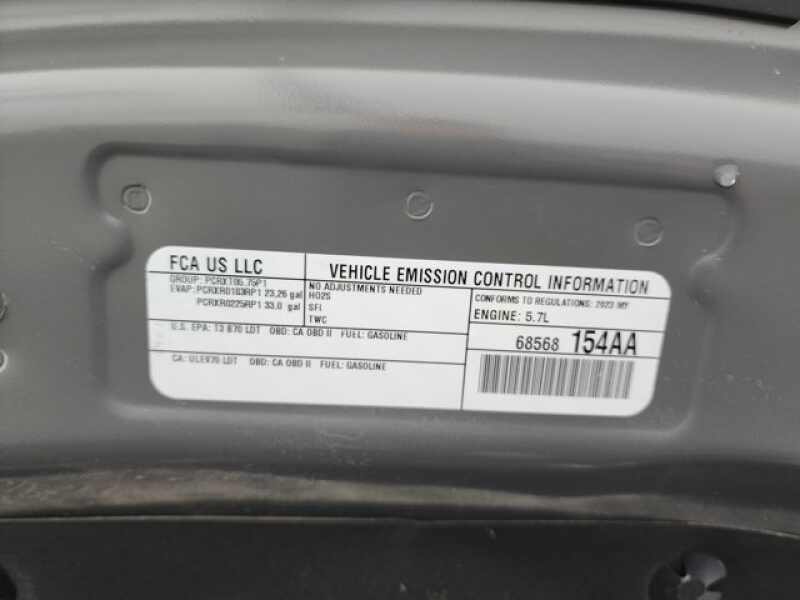 FCA US LLC
VEHICLE EMISSION CONTROL INFORMATION
GROUP: PCRXT05.75P1
EVAP: PCRXR0183RP1 23,26 gal
PCRXR0225RP1 33.0 gal
NO ADJUSTMENTS NEEDED
HO2S
SFI
TWC
CONFORMS TO REGULATIONS: 2023 MY
ENGINE: 5.7L
U.S. EPA: T3 B70 LDT OBD: CA OBD II FUEL: GASOLINE
CA: ULEV70 LDT OBD: CA OBD II FUEL: GASOLINE
68568 154AA